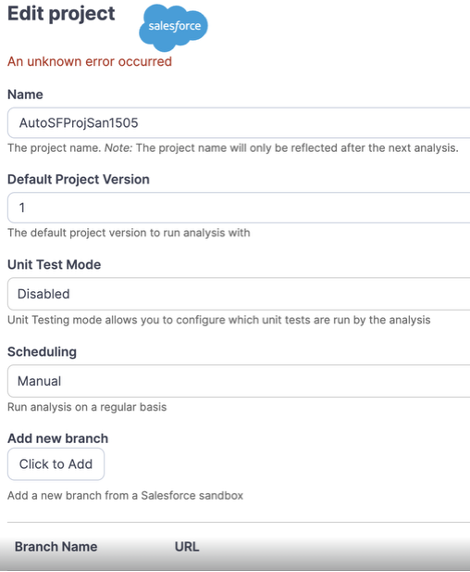 Edit project
salesforce
An unknown error occurred
Name
AutoSFProjSan1505
The project name. Note: The project name will only be reflected after the next analysis.
Default Project Version
1
The default project version to run analysis with
Unit Test Mode
Disabled
Unit Testing mode allows you to configure which unit tests are run by the analysis
Scheduling
Manual
Run analysis on a regular basis
Add new branch
Click to Add
Add a new branch from a Salesforce sandbox
Branch Name URL